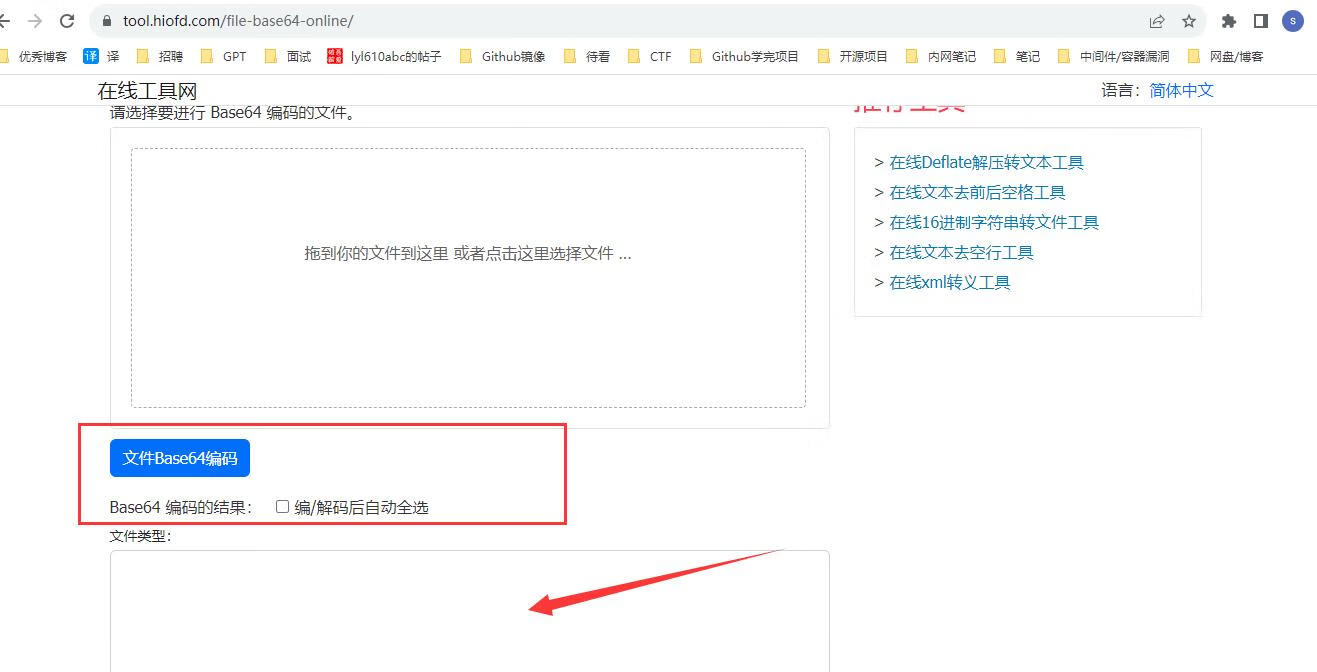 tool.hiofd.com/file-base64-online/
S
优秀博客 译 译 招聘 GPT 面试 lyl610abc的帖子 Github镜像 待看 CTF Github学完项目 开源项目 内网笔记 笔记 中间件/容器漏洞 网盘/博客
在线工具网 语言: 简体中文
请选择要进行 Base64 编码的文件。
推荐工具
> 在线Deflate解压转文本工具
> 在线文本去前后空格工具
拖到你的文件到这里 或者点击这里选择文件 ...
> 在线16进制字符串转文件工具
> 在线文本去空行工具
> 在线xml转义工具
文件Base64编码
Base64 编码的结果: 编/解码后自动全选
文件类型: